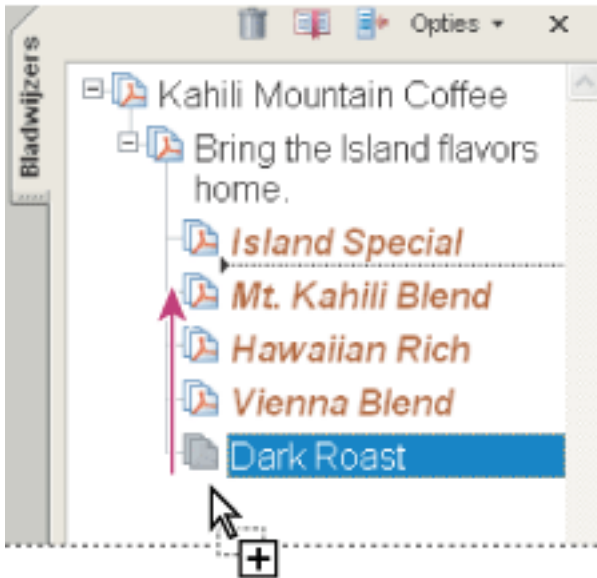 Opties
Bladwijzers
Kahili Mountain Coffee
Bring the Island flavors
home.
Island Special
Mt. Kahili Blend
Hawaiian Rich
Vienna Blend
Dark Roast